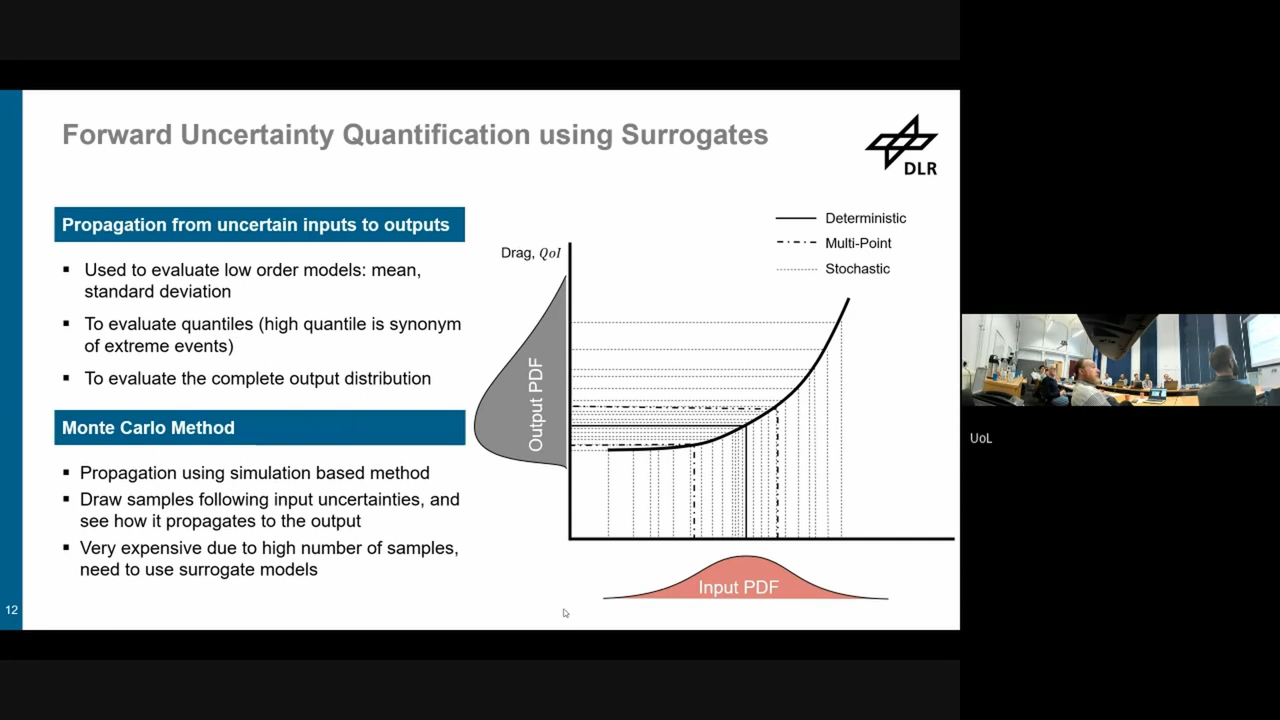 Forward Uncertainty Quantification using Surrogates
DLR
Propagation from uncertain inputs to outputs
▪ Used to evaluate low order models: mean,
standard deviation
▪ To evaluate quantiles (high quantile is synonym
of extreme events)
▪ To evaluate the complete output distribution
Monte Carlo Method
▪ Propagation using simulation based method
▪ Draw samples following input uncertainties, and
see how it propagates to the output
▪ Very expensive due to high number of samples,
need to use surrogate models
12
Deterministic
Multi-Point
Stochastic
Drag, QoI
Output PDF
Input PDF
UoL